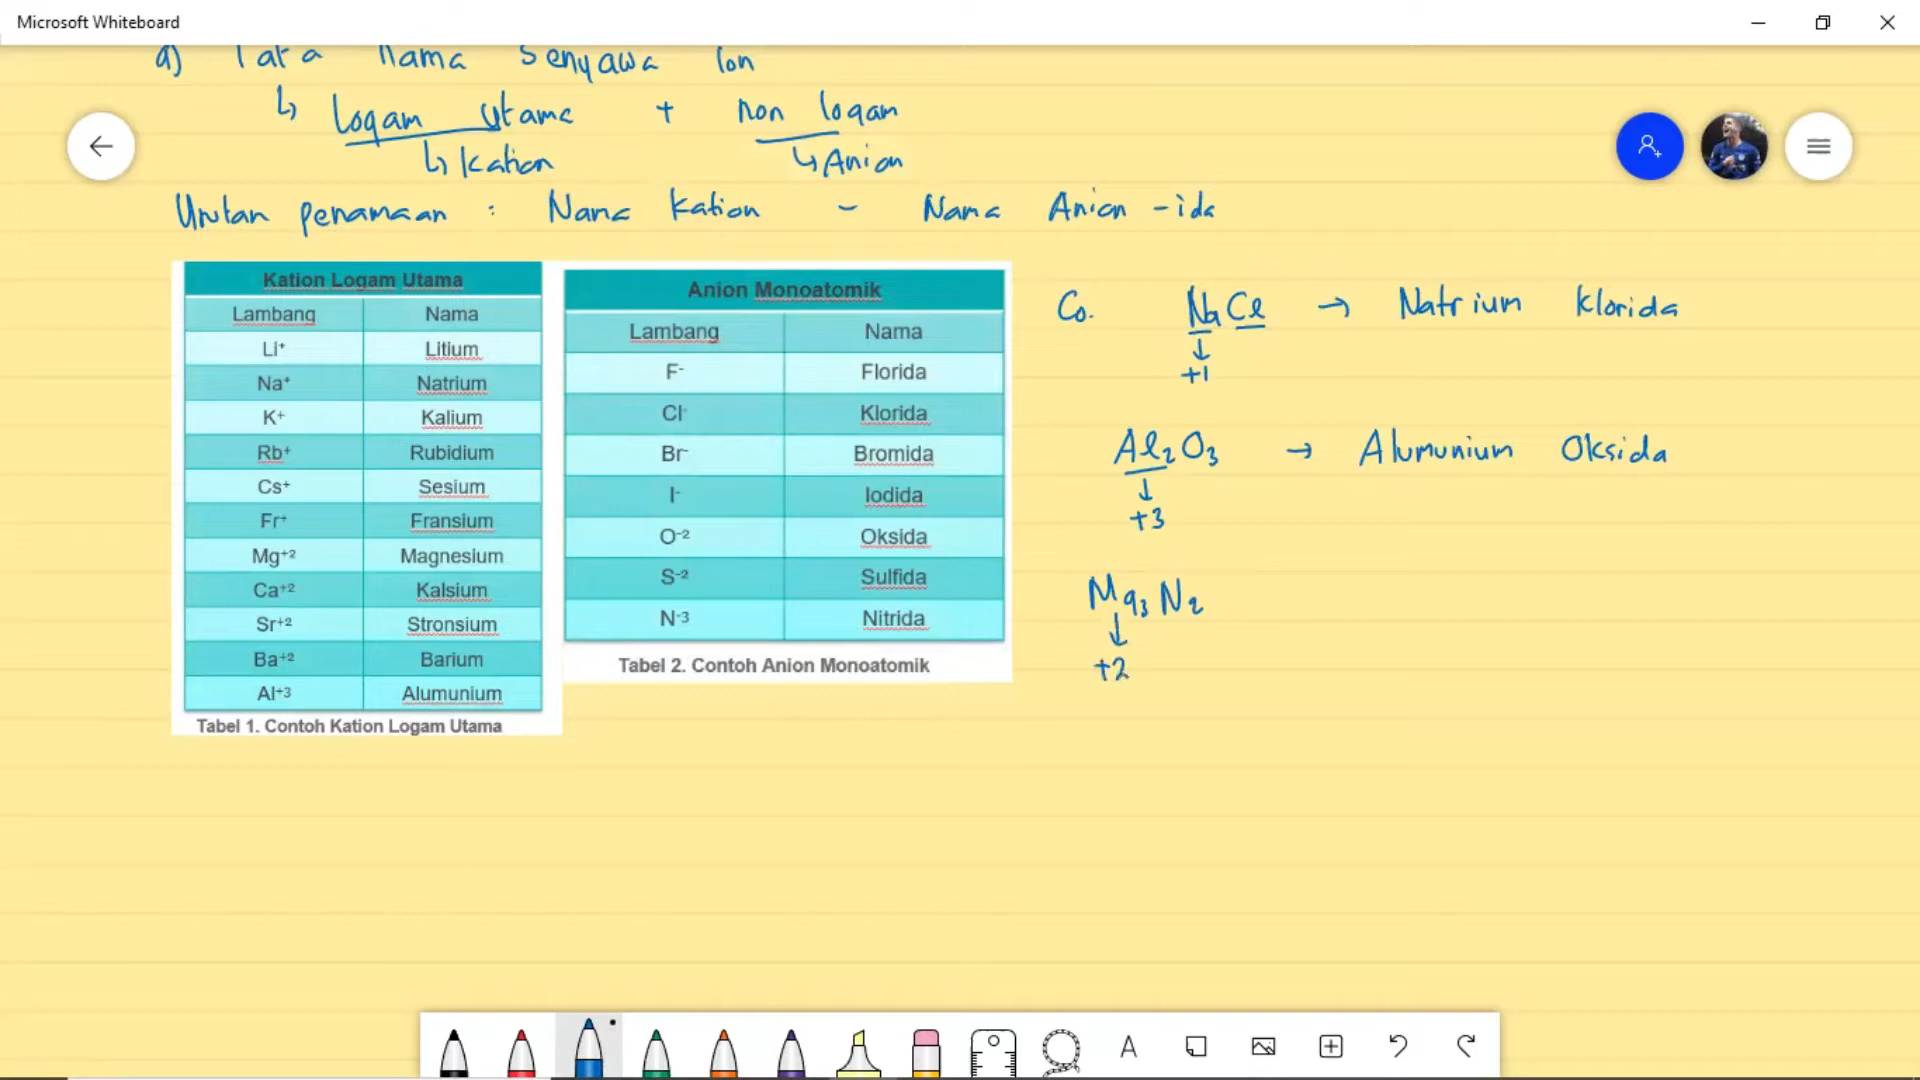 Microsoft Whiteboard
a) Tata nama Senyawa Ion
↳ Logam Utama + non logam
↳ Kation ↳ Anion
Urutan penamaan : Nama Kation - Nama Anion -ida
Kation Logam Utama
Lambang Nama
Li⁺ Litium
Na⁺ Natrium
K⁺ Kalium
Rb⁺ Rubidium
Cs⁺ Sesium
Fr⁺ Fransium
Mg⁺² Magnesium
Ca⁺² Kalsium
Sr⁺² Stronsium
Ba⁺² Barium
Al⁺³ Alumunium
Tabel 1. Contoh Kation Logam Utama
Anion Monoatomik
Lambang Nama
F⁻ Florida
Cl⁻ Klorida
Br⁻ Bromida
I⁻ Iodida
O⁻² Oksida
S⁻² Sulfida
N⁻³ Nitrida
Tabel 2. Contoh Anion Monoatomik
Co. NaCl → Natrium Klorida
↓
+1
Al₂O₃ → Alumunium Oksida
↓
+3
Mg₃N₂
↓
+2
A